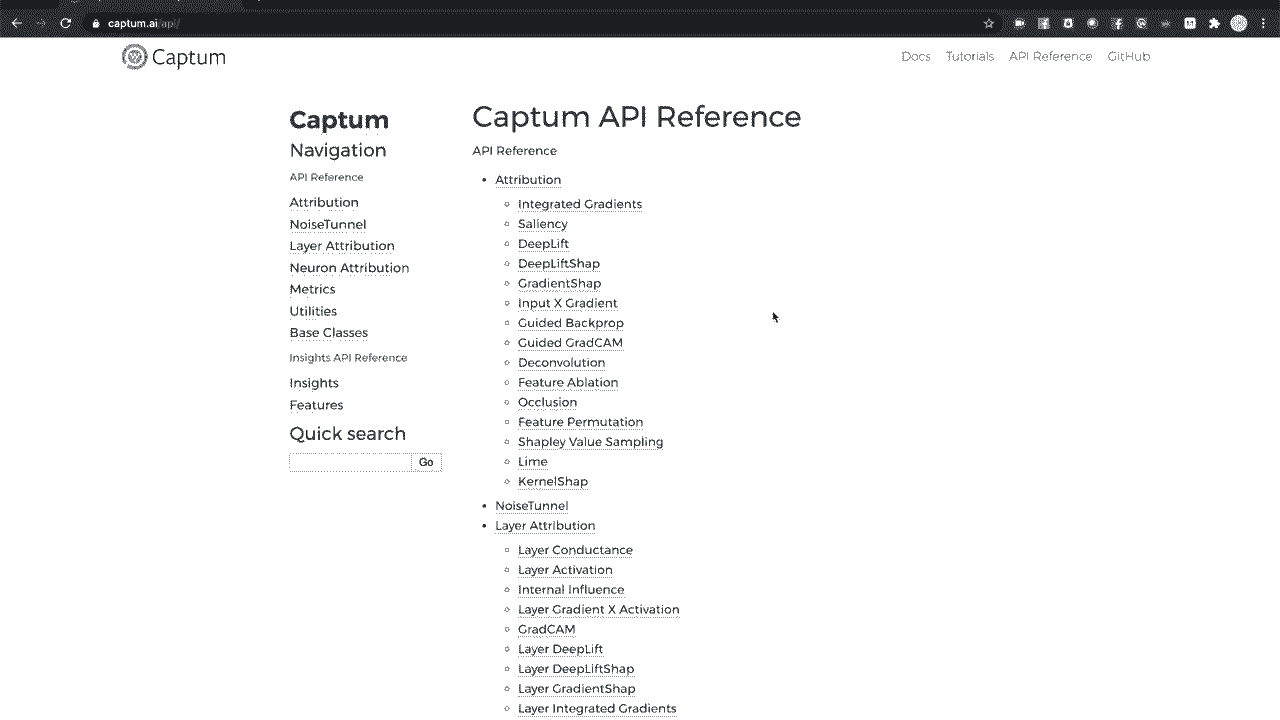 captum.ai/api/
Captum
Docs Tutorials API Reference GitHub
Captum
Navigation
API Reference
Attribution
NoiseTunnel
Layer Attribution
Neuron Attribution
Metrics
Utilities
Base Classes
Insights API Reference
Insights
Features
Quick search
Go
Captum API Reference
API Reference
Attribution
Integrated Gradients
Saliency
DeepLift
DeepLiftShap
GradientShap
Input X Gradient
Guided Backprop
Guided GradCAM
Deconvolution
Feature Ablation
Occlusion
Feature Permutation
Shapley Value Sampling
Lime
KernelShap
NoiseTunnel
Layer Attribution
Layer Conductance
Layer Activation
Internal Influence
Layer Gradient X Activation
GradCAM
Layer DeepLift
Layer DeepLiftShap
Layer GradientShap
Layer Integrated Gradients